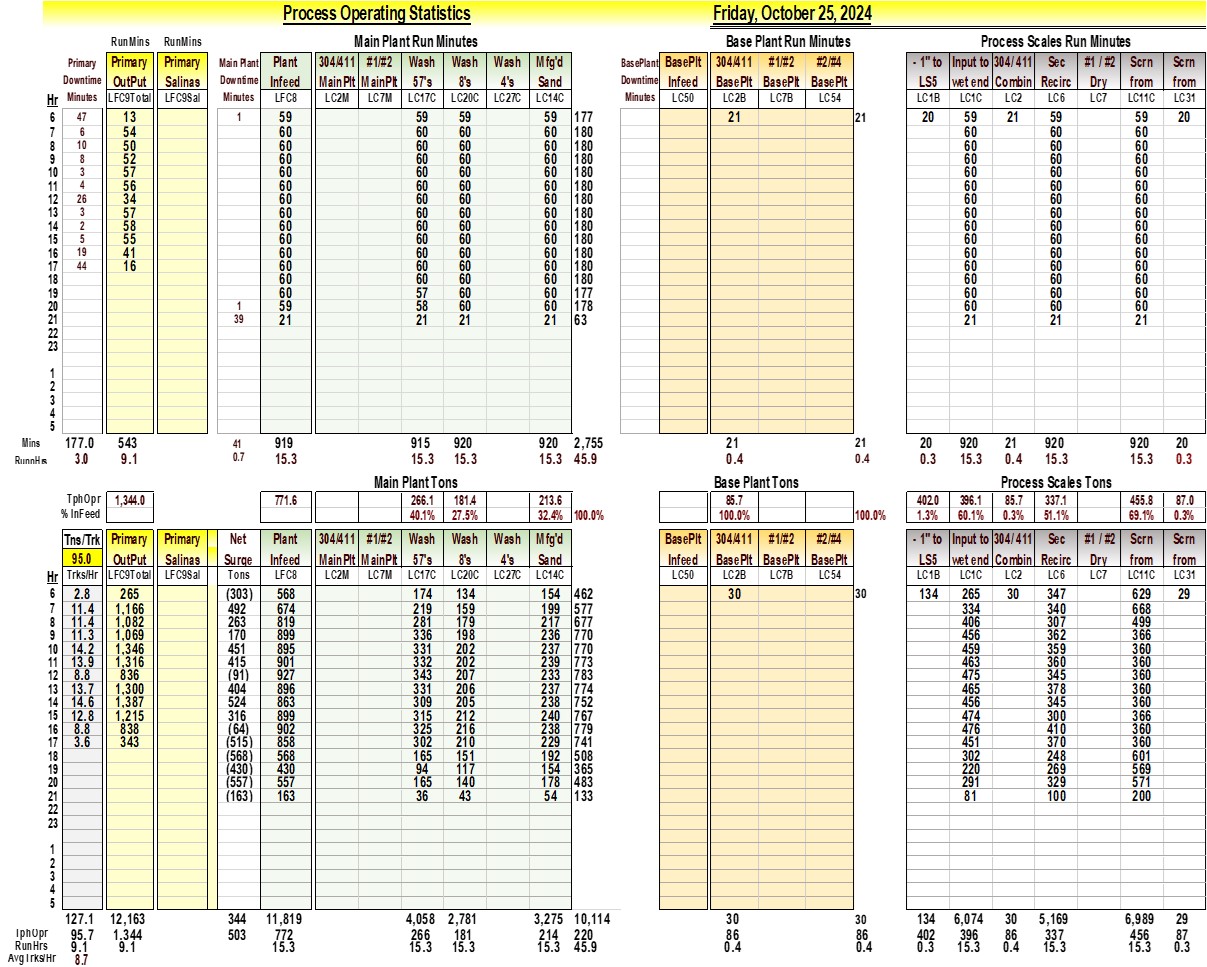 Process Operating Statistics Friday, October 25, 2024
RunMins RunMins Main Plant Run Minutes Base Plant Run Minutes Process Scales Run Minutes
Primary Primary Primary Main Plant Plant 304/411 #1/#2 Wash Wash Wash Mfg'd BasePlant BasePlt 304/411 #1/#2 #2/#4 - 1" to Input to 304/411 Sec #1 / #2 Scrn Scrn
Downtime OutPut Salinas Downtime Infeed MainPlt MainPlt 57's 8's 4's Sand Downtime Infeed BasePlt BasePlt BasePlt LS5 wet end Combin Recirc Dry from from
Hr Minutes LFC9Total LFC9Sal Minutes LFC8 LC2M LC7M LC17C LC20C LC27C LC14C Minutes LC50 LC2B LC7B LC54 LC1B LC1C LC2 LC6 LC7 LC11C LC31
6 47 13 1 59 59 59 59 177 21 21 20 59 21 59 59 20
7 6 54 60 60 60 60 180 60 60 60
8 10 50 60 60 60 60 180 60 60 60
9 8 52 60 60 60 60 180 60 60 60
10 3 57 60 60 60 60 180 60 60 60
11 4 56 60 60 60 60 180 60 60 60
12 26 34 60 60 60 60 180 60 60 60
13 3 57 60 60 60 60 180 60 60 60
14 2 58 60 60 60 60 180 60 60 60
15 5 55 60 60 60 60 180 60 60 60
16 19 41 60 60 60 60 180 60 60 60
17 44 16 60 60 60 60 180 60 60 60
18 60 60 60 60 180 60 60 60
19 60 57 60 60 177 60 60 60
20 1 59 58 60 60 178 60 60 60
21 39 21 21 21 21 63 21 21 21
22
23
1
2
3
4
5
Mins 177.0 543 41 919 915 920 920 2,755 21 21 20 920 21 920 920 20
RunnHrs 3.0 9.1 0.7 15.3 15.3 15.3 15.3 45.9 0.4 0.4 0.3 15.3 0.4 15.3 15.3 0.3
Main Plant Tons Base Plant Tons Process Scales Tons
TphOpr 1,344.0 771.6 266.1 181.4 213.6 85.7 402.0 396.1 85.7 337.1 455.8 87.0
% InFeed 40.1% 27.5% 32.4% 100.0% 100.0% 100.0% 1.3% 60.1% 0.3% 51.1% 69.1% 0.3%
Tns/Trk Primary Primary Net Plant 304/411 #1/#2 Wash Wash Wash Mfg'd BasePlt 304/411 #1/#2 #2/#4 - 1" to Input to 304/411 Sec #1 / #2 Scrn Scrn
95.0 OutPut Salinas Surge Infeed MainPlt MainPlt 57's 8's 4's Sand Infeed BasePlt BasePlt BasePlt LS5 wet end Combin Recirc Dry from from
Hr Trks/Hr LFC9Total LFC9Sal Tons LFC8 LC2M LC7M LC17C LC20C LC27C LC14C LC50 LC2B LC7B LC54 LC1B LC1C LC2 LC6 LC7 LC11C LC31
6 2.8 265 (303) 568 174 134 154 462 30 30 134 265 30 347 629 29
7 11.4 1,166 492 674 219 159 199 577 334 340 668
8 11.4 1,082 263 819 281 179 217 677 406 307 499
9 11.3 1,069 170 899 336 198 236 770 456 362 366
10 14.2 1,346 451 895 331 202 237 770 459 359 360
11 13.9 1,316 415 901 332 202 239 773 463 360 360
12 8.8 836 (91) 927 343 207 233 783 475 345 360
13 13.7 1,300 404 896 331 206 237 774 465 378 360
14 14.6 1,387 524 863 309 205 238 752 456 345 360
15 12.8 1,215 316 899 315 212 240 767 474 300 366
16 8.8 838 (64) 902 325 216 238 779 476 410 360
17 3.6 343 (515) 858 302 210 229 741 451 370 360
18 (568) 568 165 151 192 508 302 248 601
19 (430) 430 94 117 154 365 220 269 569
20 (557) 557 165 140 178 483 291 329 571
21 (163) 163 36 43 54 133 81 100 200
22
23
1
2
3
4
5
127.1 12,163 344 11,819 4,058 2,781 3,275 10,114 30 30 134 6,074 30 5,169 6,989 29
TphOpr 95.7 1,344 503 772 266 181 214 220 86 86 402 396 86 337 456 87
RunHrs 9.1 9.1 15.3 15.3 15.3 15.3 45.9 0.4 0.4 0.3 15.3 0.4 15.3 15.3 0.3
AvgTrks/Hr 8.7